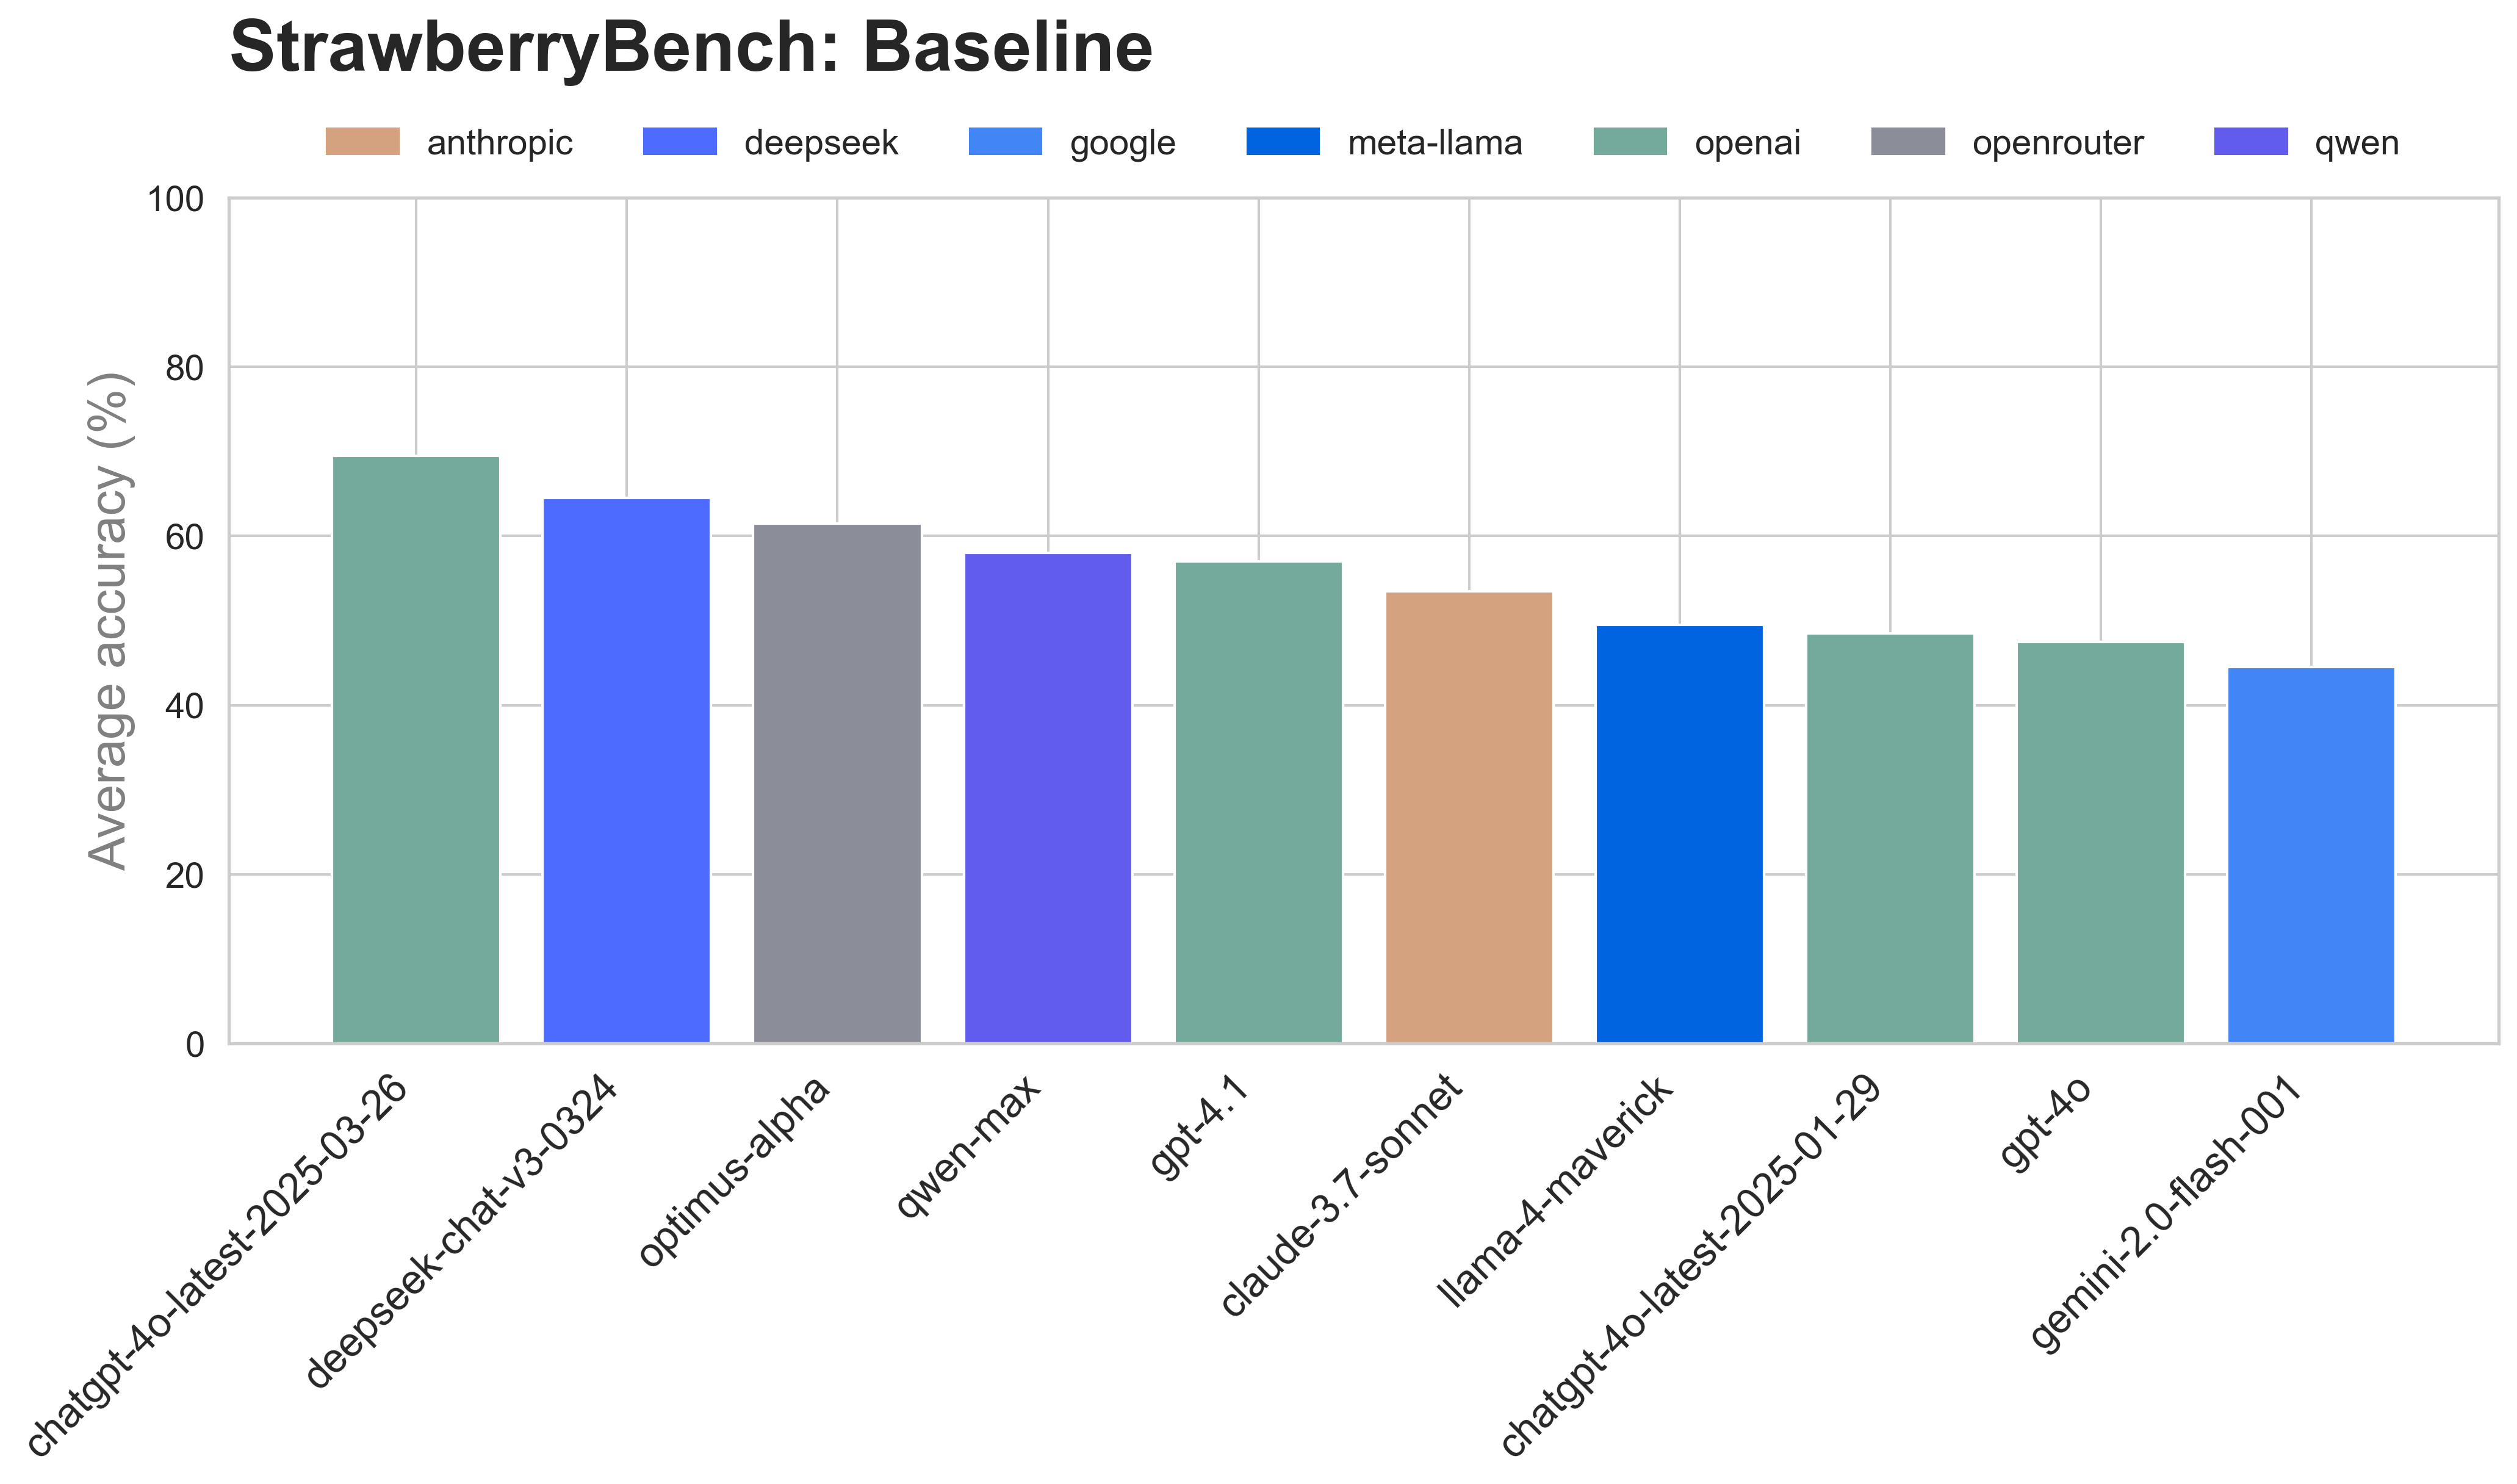 StrawberryBench: Baseline
anthropic deepseek google meta-llama openai openrouter qwen
Average accuracy (%)
100
80
60
40
20
0
chatgpt-4o-latest-2025-03-26
deepseek-chat-v3-0324
optimus-alpha
qwen-max
gpt-4.1
claude-3.7-sonnet
llama-4-maverick
chatgpt-4o-latest-2025-01-29
gpt-4o
gemini-2.0-flash-001